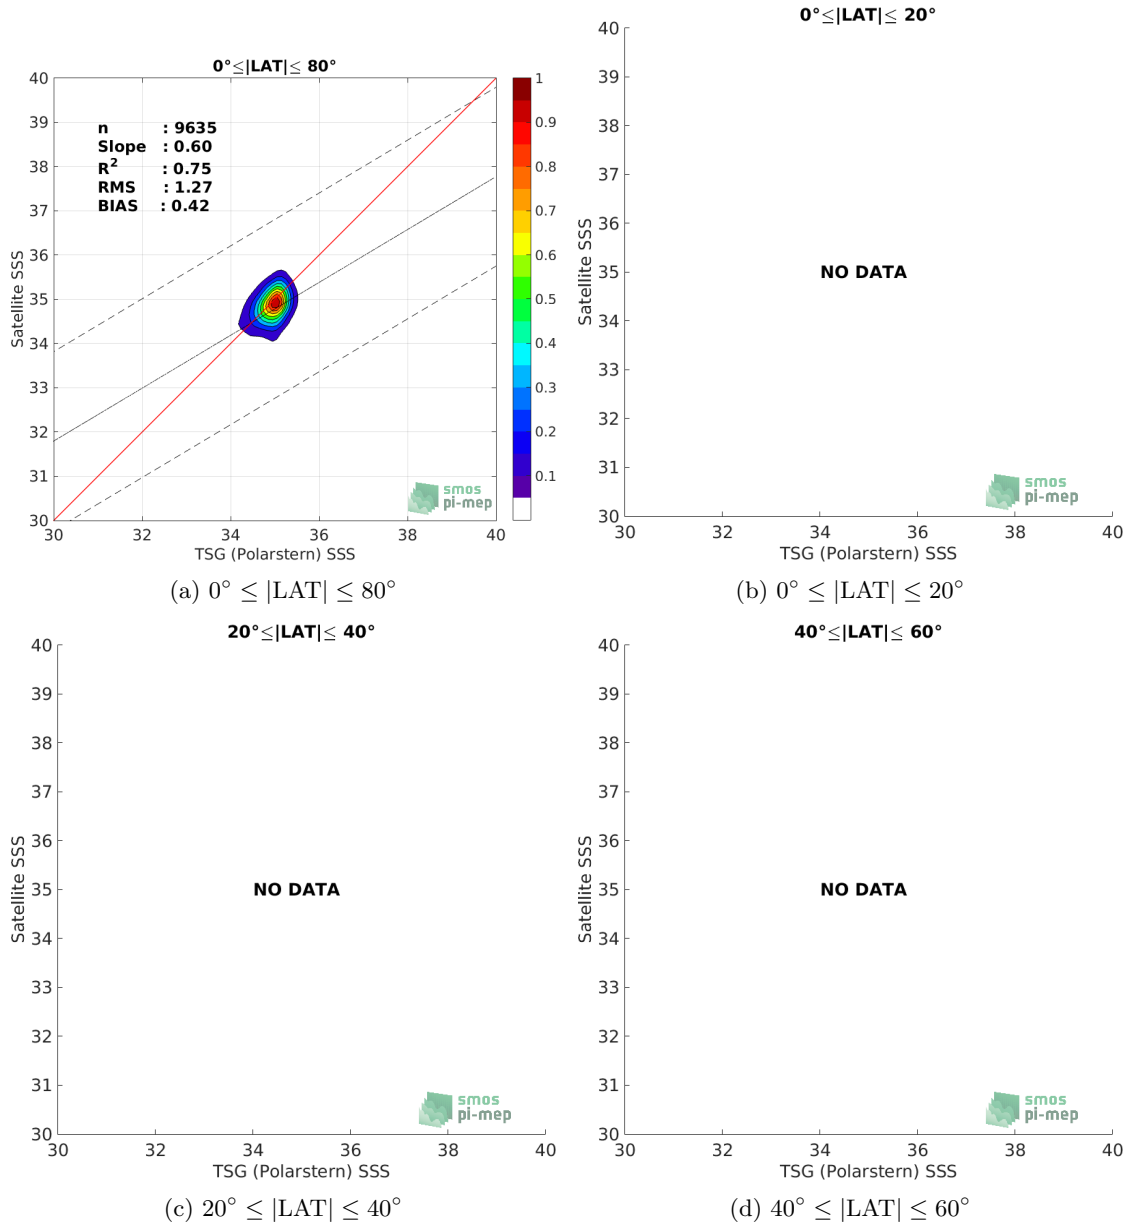 0°≤|LAT|≤ 80°
40
39
38
37
36
35
34
33
32
31
30
Satellite SSS
n : 9635
Slope : 0.60
R² : 0.75
RMS : 1.27
BIAS : 0.42
smos
pi-mep
30 32 34 36 38 40
TSG (Polarstern) SSS
1
0.9
0.8
0.7
0.6
0.5
0.4
0.3
0.2
0.1
(a) 0° ≤ |LAT| ≤ 80°
0°≤|LAT|≤ 20°
40
39
38
37
36
35
34
33
32
31
30
Satellite SSS
NO DATA
smos
pi-mep
30 32 34 36 38 40
TSG (Polarstern) SSS
(b) 0° ≤ |LAT| ≤ 20°
20°≤|LAT|≤ 40°
40
39
38
37
36
35
34
33
32
31
30
Satellite SSS
NO DATA
smos
pi-mep
30 32 34 36 38 40
TSG (Polarstern) SSS
(c) 20° ≤ |LAT| ≤ 40°
40°≤|LAT|≤ 60°
40
39
38
37
36
35
34
33
32
31
30
Satellite SSS
NO DATA
smos
pi-mep
30 32 34 36 38 40
TSG (Polarstern) SSS
(d) 40° ≤ |LAT| ≤ 60°